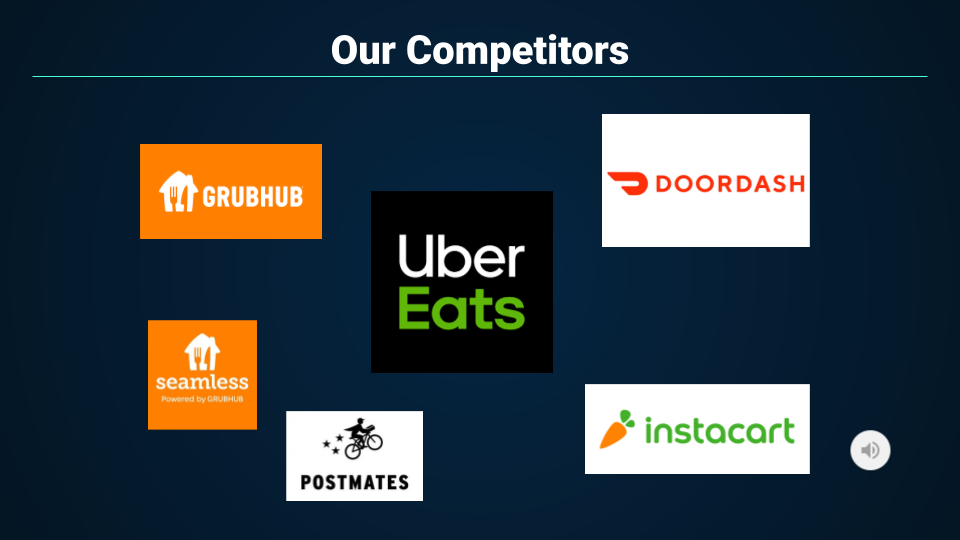 Our Competitors
GRUBHUB
DOORDASH
Uber
Eats
seamless
Powered by GRUBHUB
POSTMATES
instacart